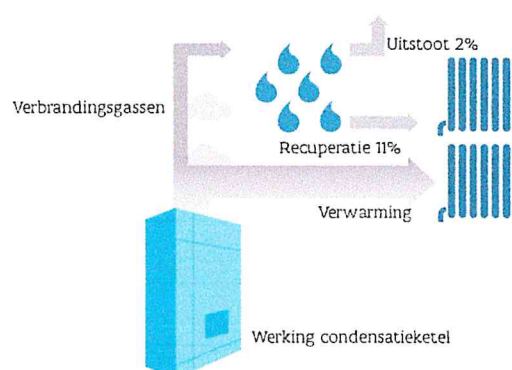 Uitstoot 2%
Verbrandingsgassen
Recuperatie 11%
Verwarming
Werking condensatieketel